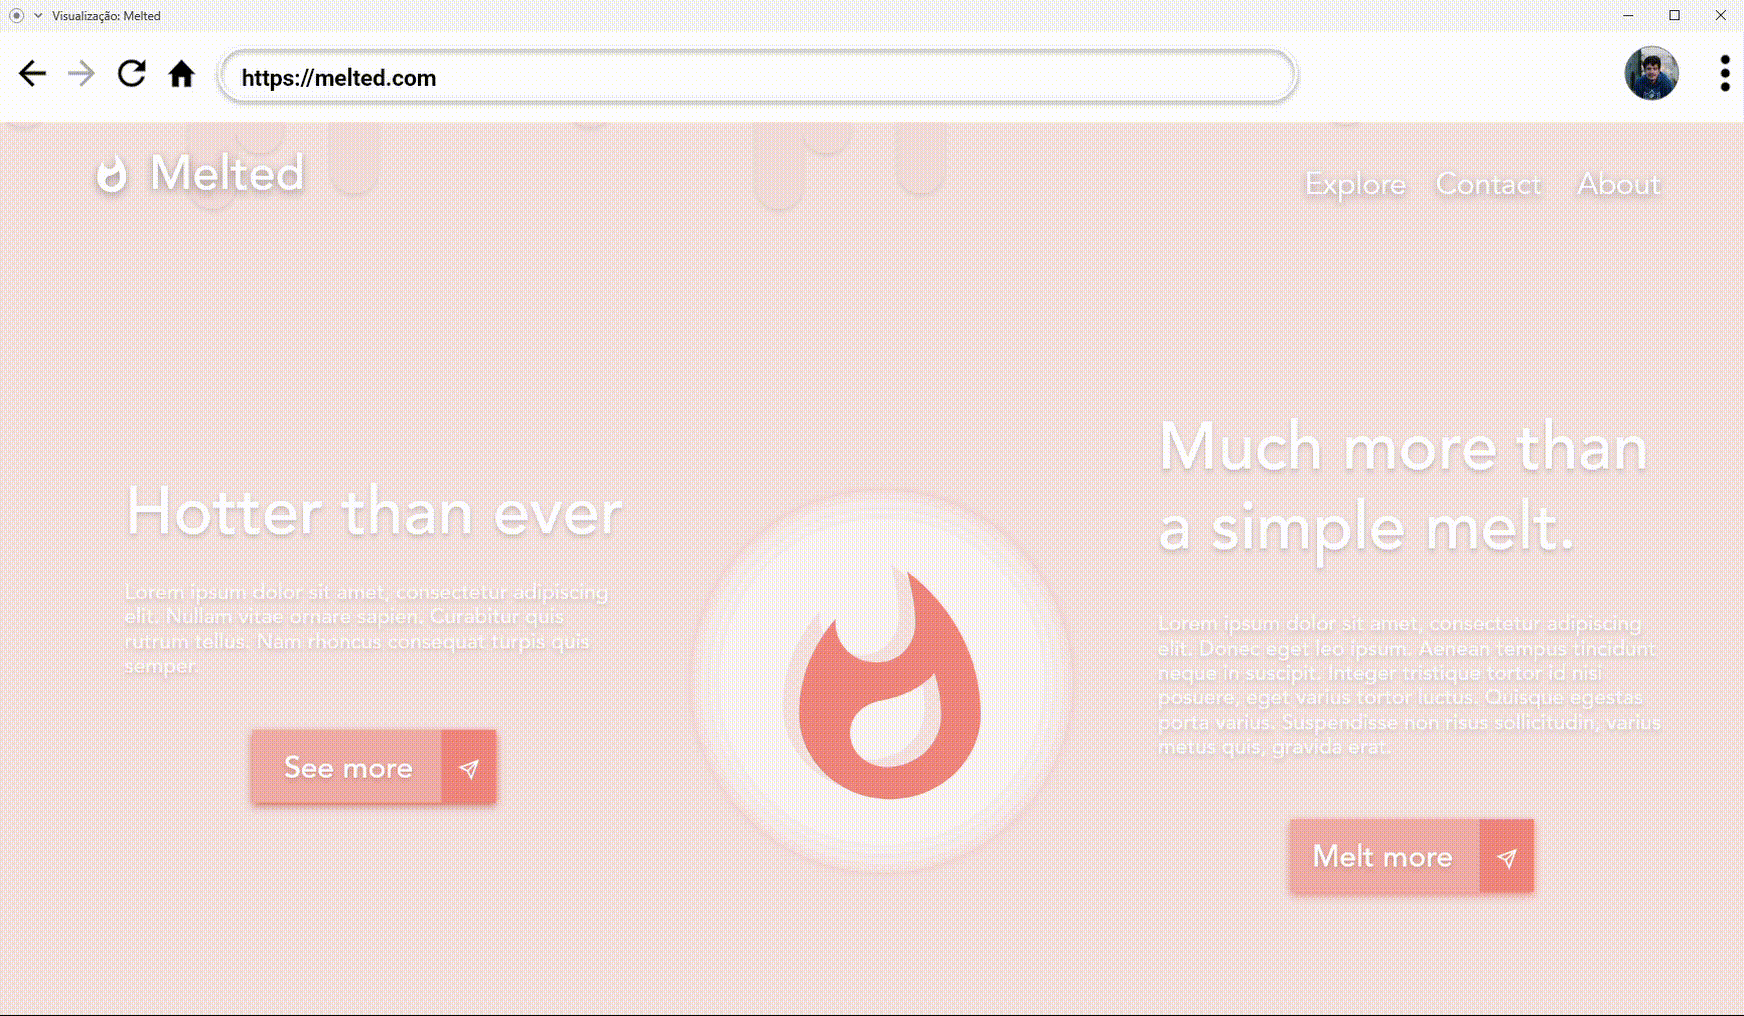 Visualização: Melted
https://melted.com
Melted
Explore Contact About
Hotter than ever
Lorem ipsum dolor sit amet, consectetur adipiscing
elit. Nullam vitae ornare sapien. Curabitur quis
rutrum tellus. Nam rhoncus consequat turpis quis
semper.
See more
Much more than
a simple melt.
Lorem ipsum dolor sit amet, consectetur adipiscing
elit. Donec eget leo ipsum. Aenean tempus tincidunt
neque in suscipit. Integer tristique tortor id nisl
posuere, eget varius tortor luctus. Quisque egestas
porta varius. Suspendisse non risus sollicitudin, varius
metus quis, gravida erat.
Melt more